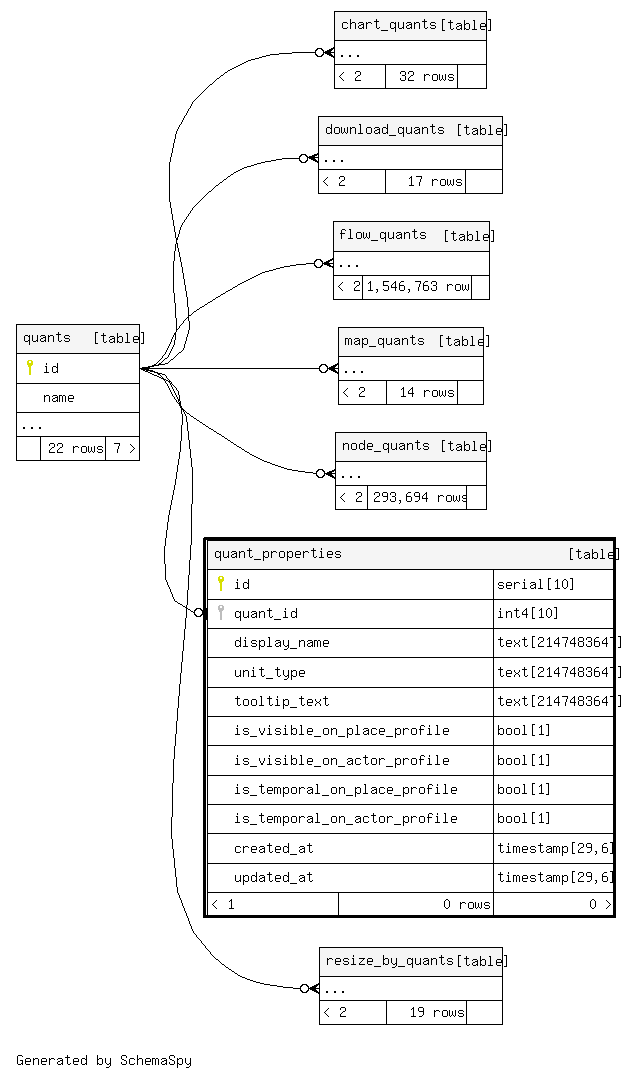 chart_quants [table]
...
< 2 32 rows
download_quants [table]
...
< 2 17 rows
flow_quants [table]
...
< 2 1,546,763 row
quants [table]
id
name
...
22 rows 7 >
map_quants [table]
...
< 2 14 rows
node_quants [table]
...
< 2 293,694 rows
quant_properties [table]
id serial[10]
quant_id int4[10]
display_name text[2147483647]
unit_type text[2147483647]
tooltip_text text[2147483647]
is_visible_on_place_profile bool[1]
is_visible_on_actor_profile bool[1]
is_temporal_on_place_profile bool[1]
is_temporal_on_actor_profile bool[1]
created_at timestamp[29,6]
updated_at timestamp[29,6]
< 1 0 rows 0 >
resize_by_quants [table]
...
< 2 19 rows
Generated by SchemaSpy